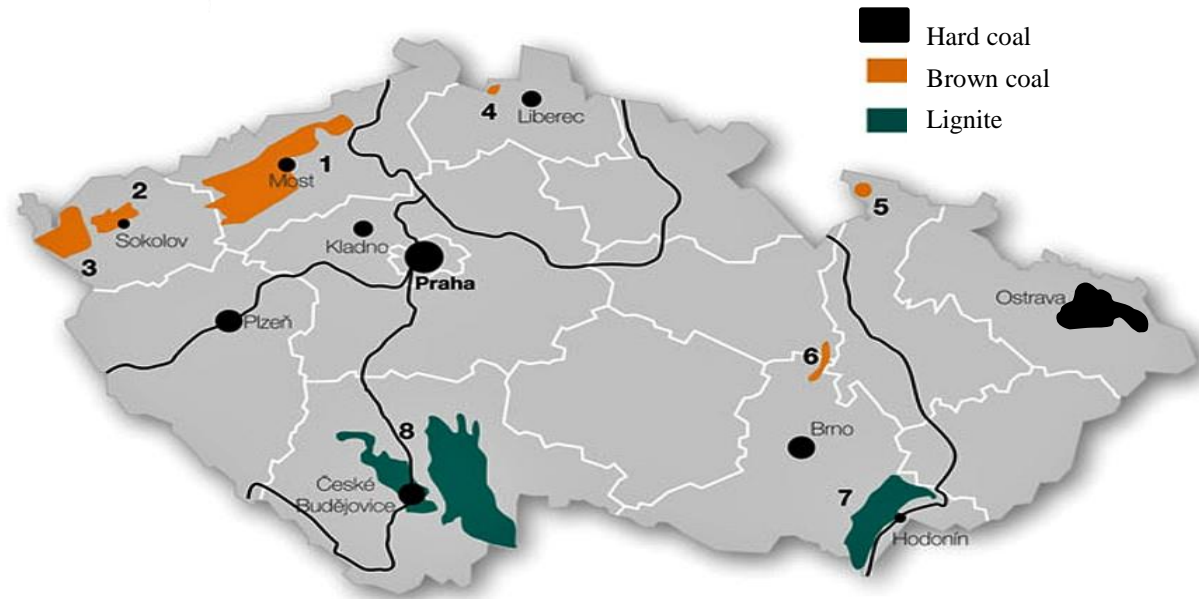 Hard coal
Brown coal
Lignite
4
Liberec
1
Most
2
Sokolov
3
Kladno
Praha
5
Plzeň
Ostrava
6
8
Brno
České
Budějovice
7
Hodonín